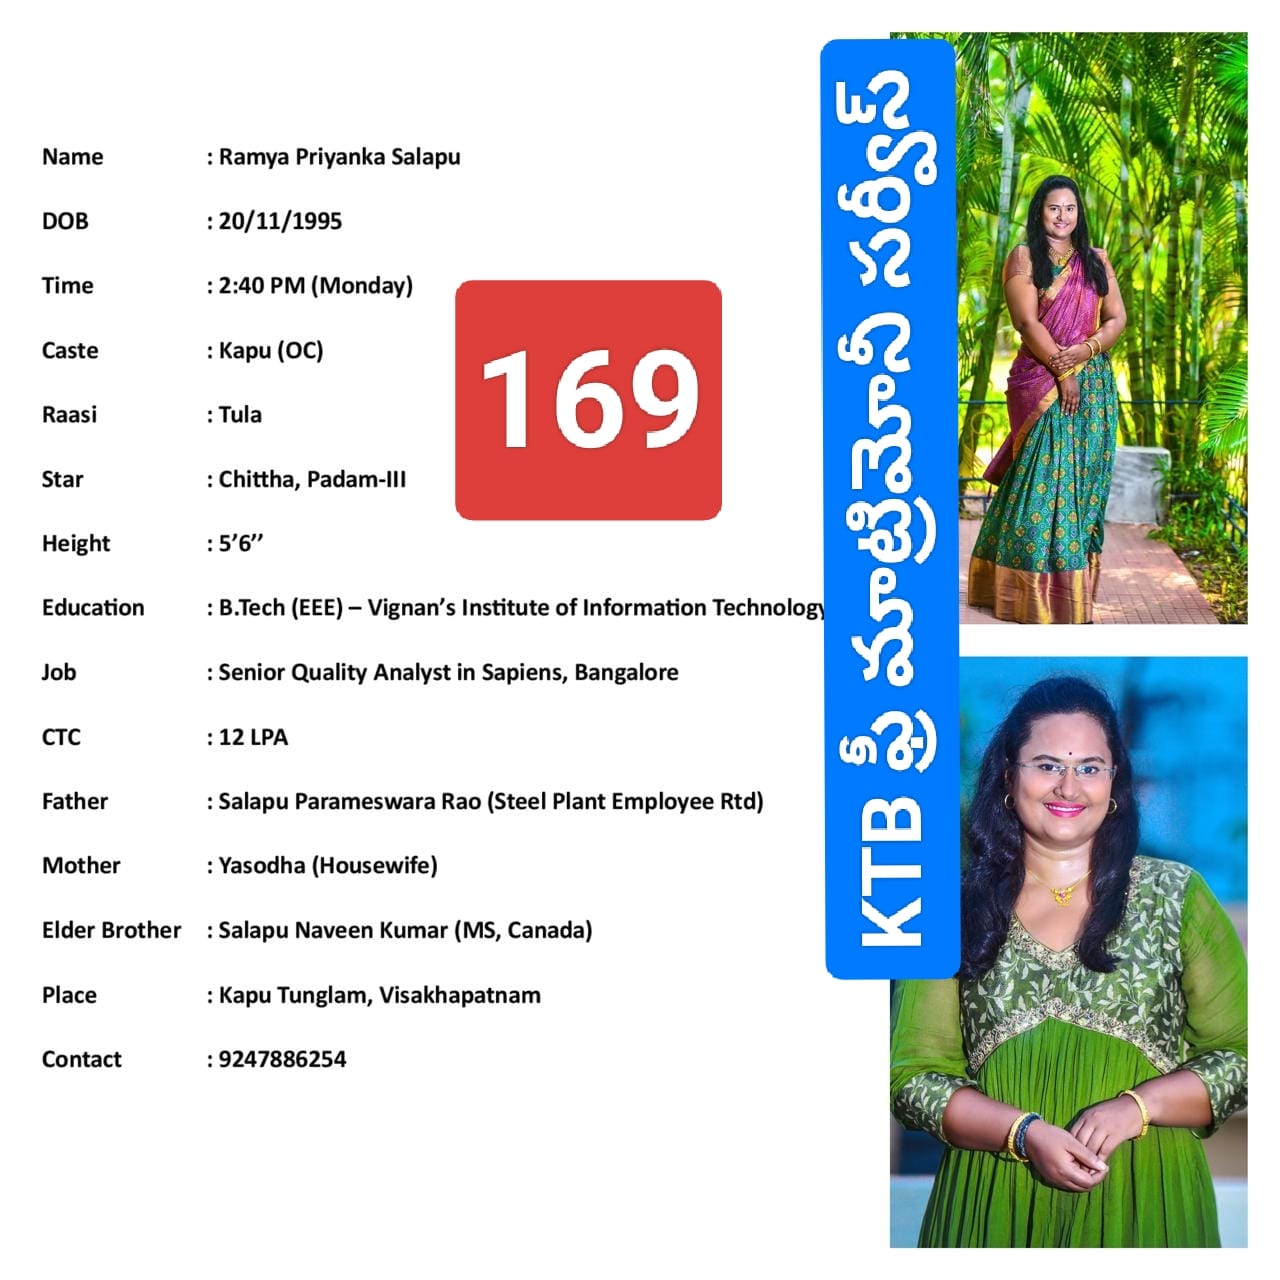 Name : Ramya Priyanka Salapu
DOB : 20/11/1995
Time : 2:40 PM (Monday)
Caste : Kapu (OC)
Raasi : Tula
Star : Chittha, Padam-III
Height : 5’6’’
Education : B.Tech (EEE) – Vignan’s Institute of Information Technology
Job : Senior Quality Analyst in Sapiens, Bangalore
CTC : 12 LPA
Father : Salapu Parameswara Rao (Steel Plant Employee Rtd)
Mother : Yasodha (Housewife)
Elder Brother : Salapu Naveen Kumar (MS, Canada)
Place : Kapu Tunglam, Visakhapatnam
Contact : 9247886254
169
KTB ఫ్రీ మాట్రిమోనీ సర్వీస్